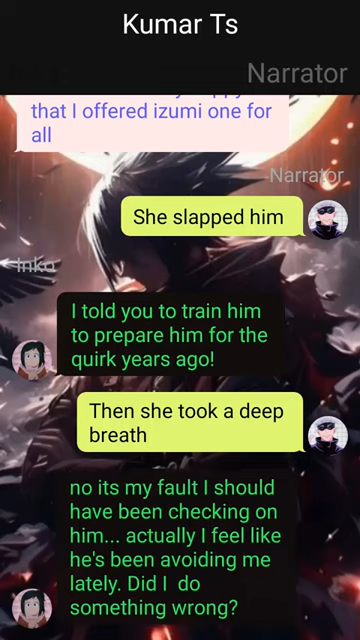 Kumar Ts
Narrator
that I offered izumi one for
all
-Narrator
She slapped him
Inko
I told you to train him
to prepare him for the
quirk years ago!
Then she took a deep
breath
no its my fault I should
have been checking on
him... actually I feel like
he's been avoiding me
lately. Did I do
something wrong?